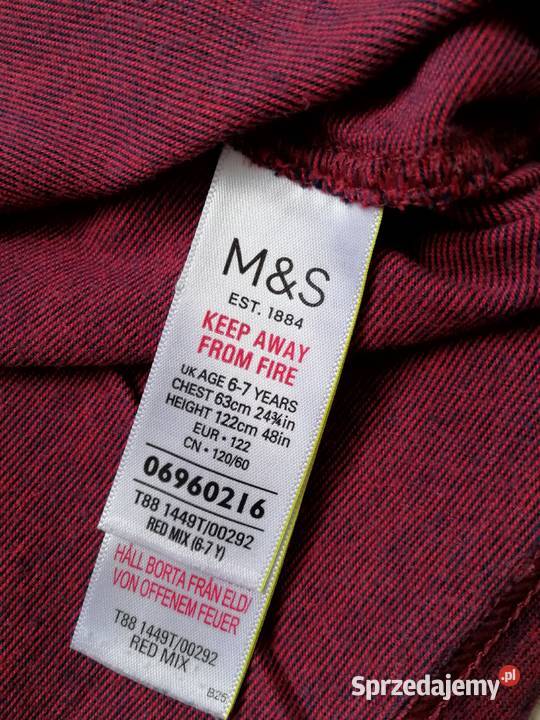 M&S
EST. 1884
KEEP AWAY
FROM FIRE
UK AGE 6-7 YEARS
CHEST 63cm 24¾in
HEIGHT 122cm 48in
EUR • 122
CN • 120/60
06960216
T88 1449T/00292
RED MIX (6-7 Y)
HÅLL BORTA FRÅN ELD/
VON OFFENEM FEUER
T88 1449T/00292
RED MIX
B25
Sprzedajemy.pl